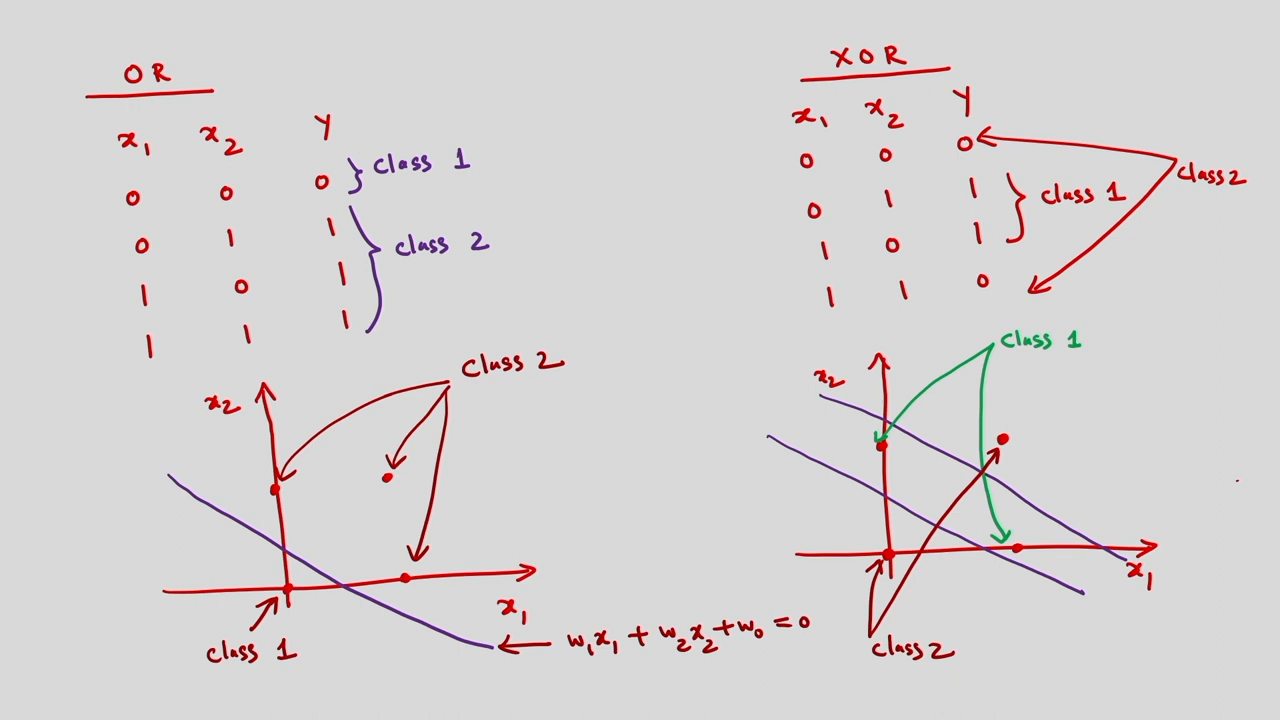 OR
x₁ x₂ Y
0 0 0 } Class 1
0 1 1
1 0 1 } Class 2
1 1 1
Class 2
x₂
x₁
Class 1
w₁x₁ + w₂x₂ + w₀ = 0
XOR
x₁ x₂ Y
0 0 0
Class 2
0 1 1 } Class 1
1 0 1
1 1 0
Class 1
x₂
x₁
Class 2